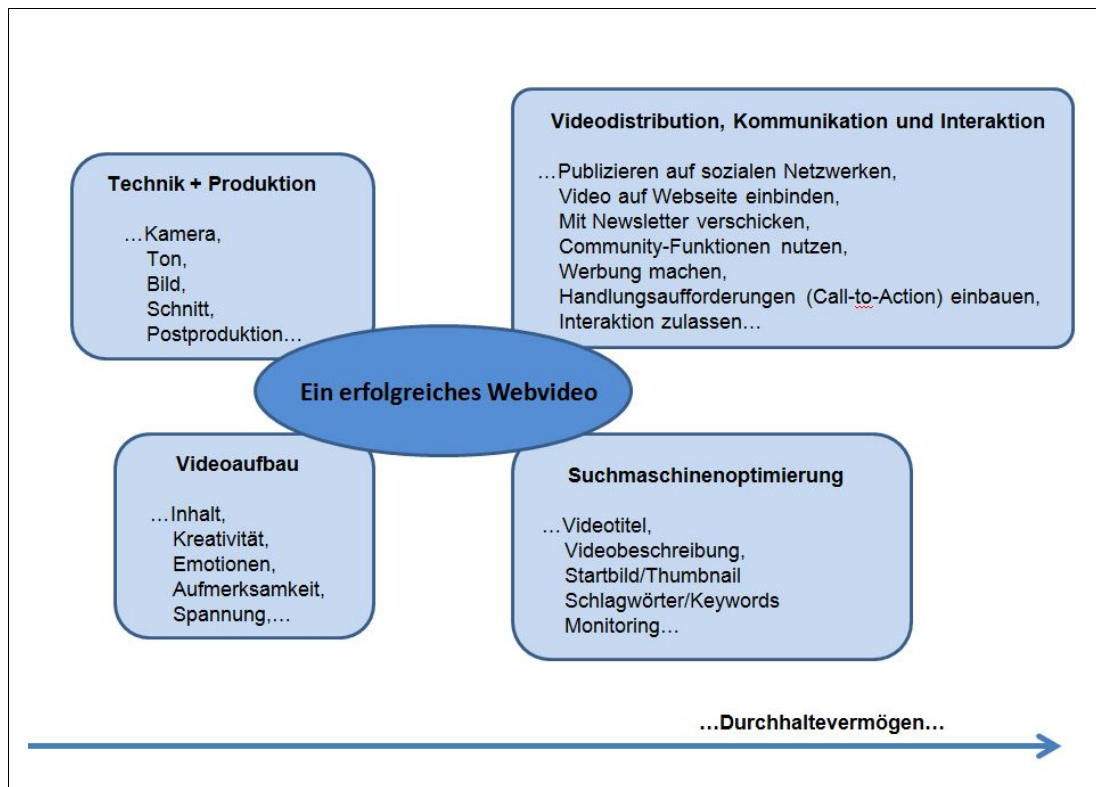 Technik + Produktion
…Kamera,
Ton,
Bild,
Schnitt,
Postproduktion…
Videodistribution, Kommunikation und Interaktion
…Publizieren auf sozialen Netzwerken,
Video auf Webseite einbinden,
Mit Newsletter verschicken,
Community-Funktionen nutzen,
Werbung machen,
Handlungsaufforderungen (Call-to-Action) einbauen,
Interaktion zulassen…
Ein erfolgreiches Webvideo
Videoaufbau
…Inhalt,
Kreativität,
Emotionen,
Aufmerksamkeit,
Spannung,…
Suchmaschinenoptimierung
…Videotitel,
Videobeschreibung,
Startbild/Thumbnail
Schlagwörter/Keywords
Monitoring…
…Durchhaltevermögen…